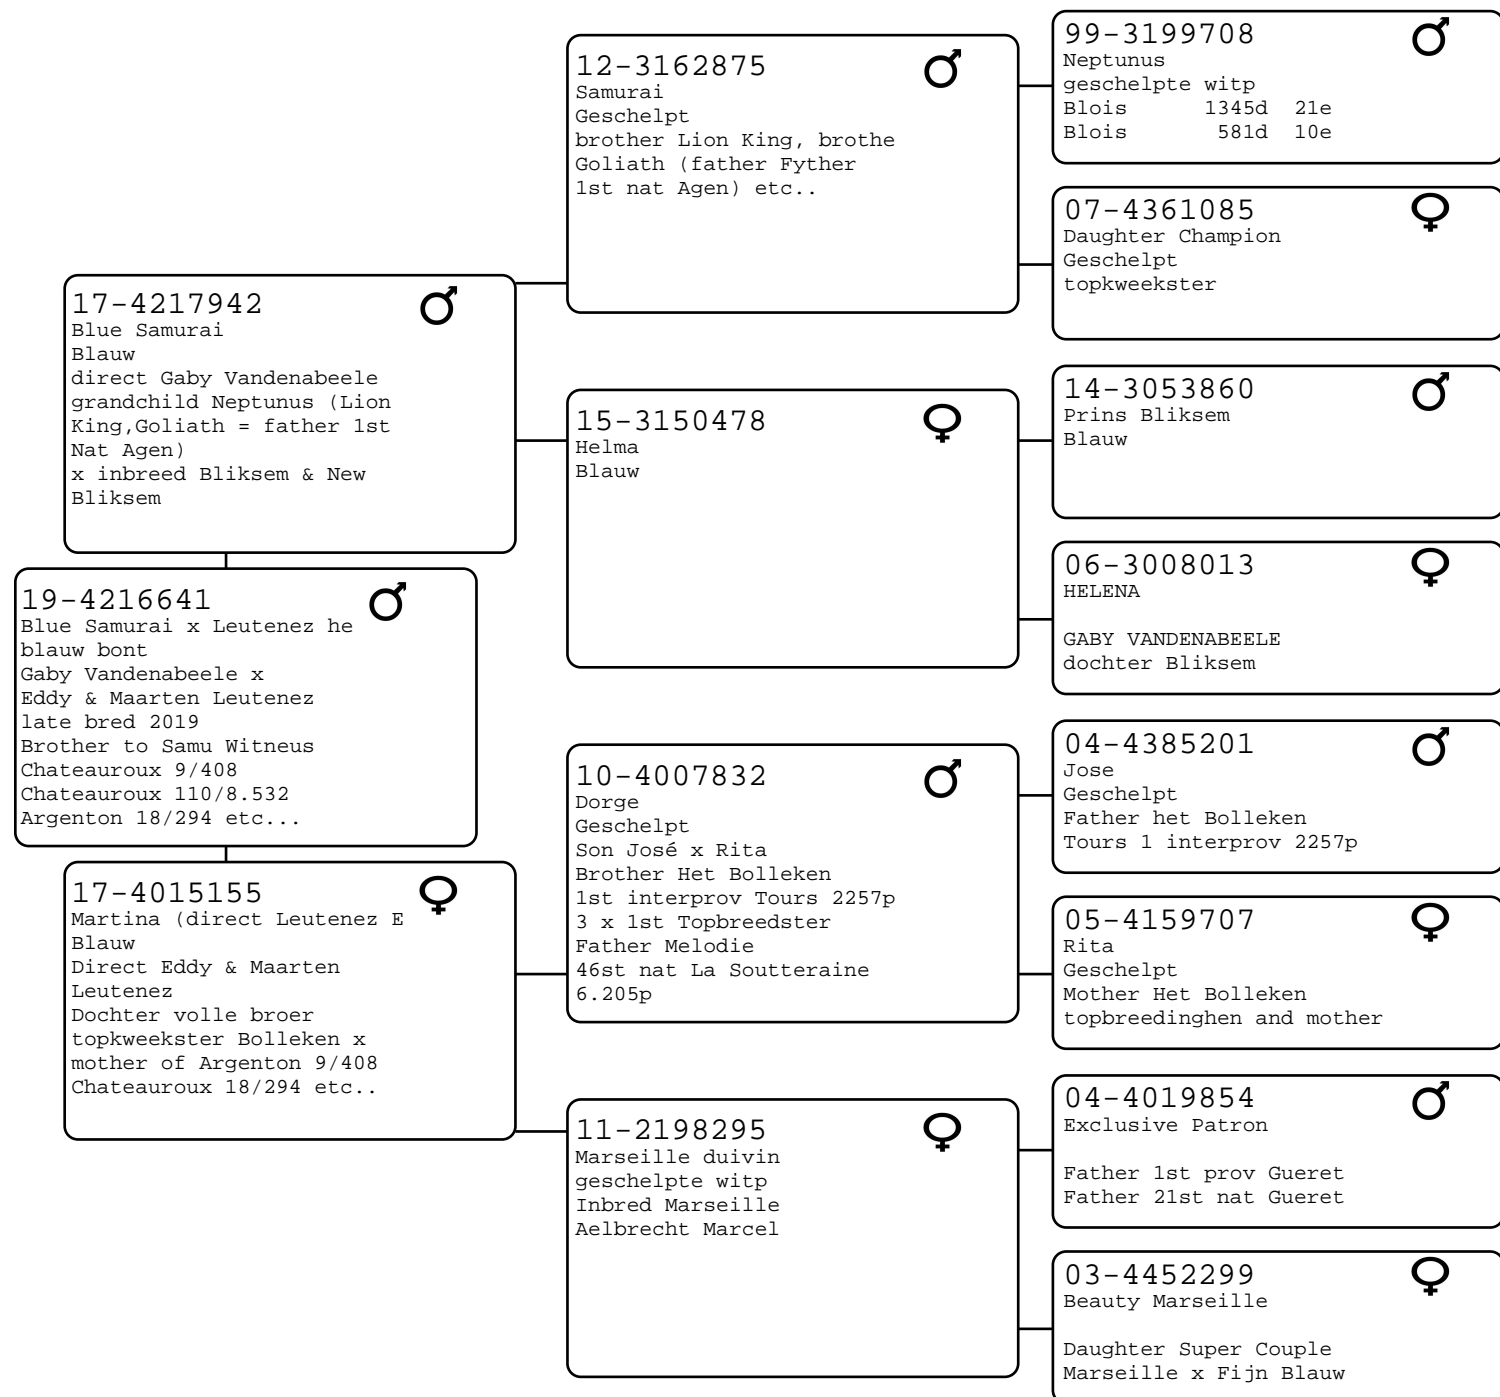 99-3199708
Neptunus
geschelpte witp
Blois 1345d 21e
Blois 581d 10e
12-3162875
Samurai
Geschelpt
brother Lion King, brothe
Goliath (father Fyther
1st nat Agen) etc..
07-4361085
Daughter Champion
Geschelpt
topkweekster
17-4217942
Blue Samurai
Blauw
direct Gaby Vandenabeele
grandchild Neptunus (Lion
King,Goliath = father 1st
Nat Agen)
x inbreed Bliksem & New
Bliksem
14-3053860
Prins Bliksem
Blauw
15-3150478
Helma
Blauw
06-3008013
HELENA
GABY VANDENABEELE
dochter Bliksem
19-4216641
Blue Samurai x Leutenez he
blauw bont
Gaby Vandenabeele x
Eddy & Maarten Leutenez
late bred 2019
Brother to Samu Witneus
Chateauroux 9/408
Chateauroux 110/8.532
Argenton 18/294 etc...
04-4385201
Jose
Geschelpt
Father het Bolleken
Tours 1 interprov 2257p
10-4007832
Dorge
Geschelpt
Son José x Rita
Brother Het Bolleken
1st interprov Tours 2257p
3 x 1st Topbreedster
Father Melodie
46st nat La Soutteraine
6.205p
17-4015155
Martina (direct Leutenez E
Blauw
Direct Eddy & Maarten
Leutenez
Dochter volle broer
topkweekster Bolleken x
mother of Argenton 9/408
Chateauroux 18/294 etc..
05-4159707
Rita
Geschelpt
Mother Het Bolleken
topbreedinghen and mother
11-2198295
Marseille duivin
geschelpte witp
Inbred Marseille
Aelbrecht Marcel
04-4019854
Exclusive Patron
Father 1st prov Gueret
Father 21st nat Gueret
03-4452299
Beauty Marseille
Daughter Super Couple
Marseille x Fijn Blauw